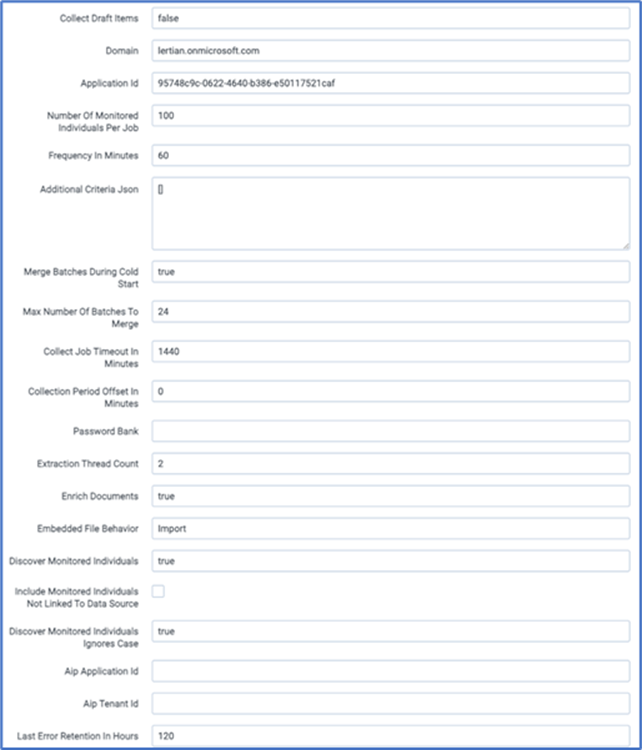 Collect Draft Items
false
Domain
lertian.onmicrosoft.com
Application Id
95748c9c-0622-4640-b386-e50117521caf
Number Of Monitored
Individuals Per Job
100
Frequency In Minutes
60
Additional Criteria Json
[]
Merge Batches During Cold
Start
true
Max Number Of Batches To
Merge
24
Collect Job Timeout In
Minutes
1440
Collection Period Offset In
Minutes
0
Password Bank
Extraction Thread Count
2
Enrich Documents
true
Embedded File Behavior
Import
Discover Monitored Individuals
true
Include Monitored Individuals
Not Linked To Data Source
Discover Monitored Individuals
Ignores Case
true
Aip Application Id
Aip Tenant Id
Last Error Retention In Hours
120